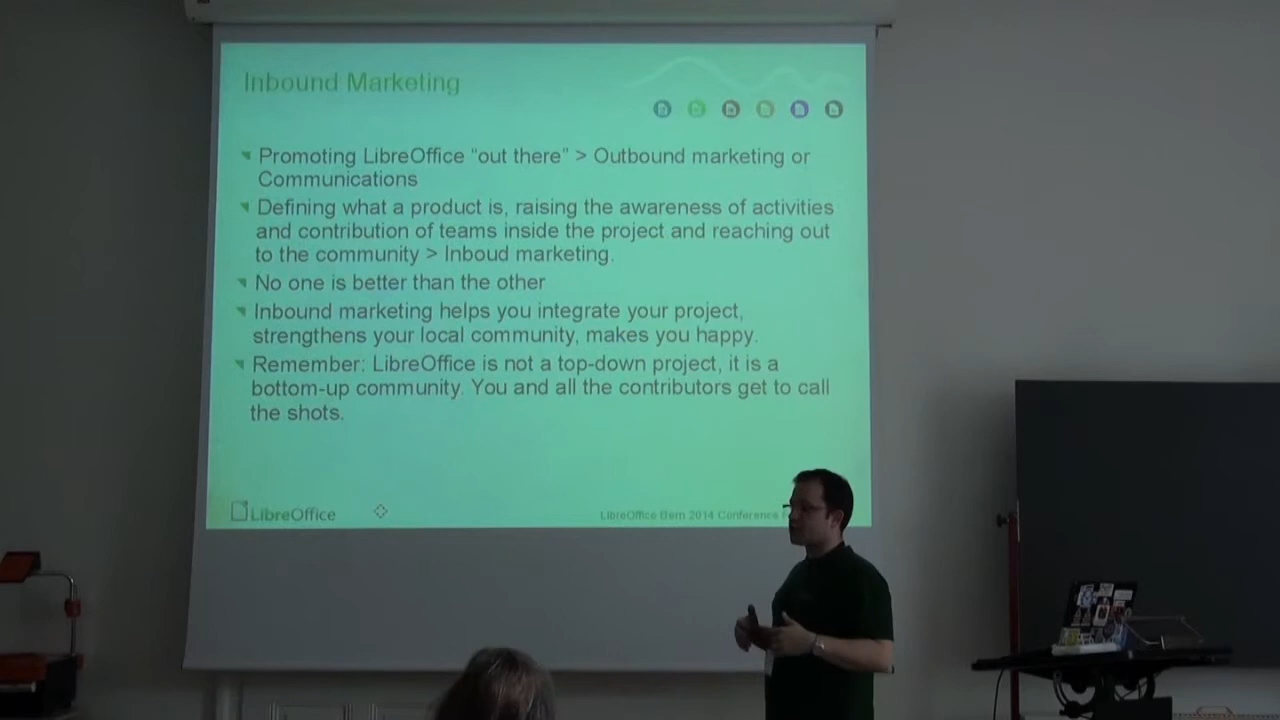 Inbound Marketing
Promoting LibreOffice “out there” > Outbound marketing or
Communications
Defining what a product is, raising the awareness of activities
and contribution of teams inside the project and reaching out
to the community > Inboud marketing.
No one is better than the other
Inbound marketing helps you integrate your project,
strengthens your local community, makes you happy.
Remember: LibreOffice is not a top-down project, it is a
bottom-up community. You and all the contributors get to call
the shots.
LibreOffice
LibreOffice Bern 2014 Conference